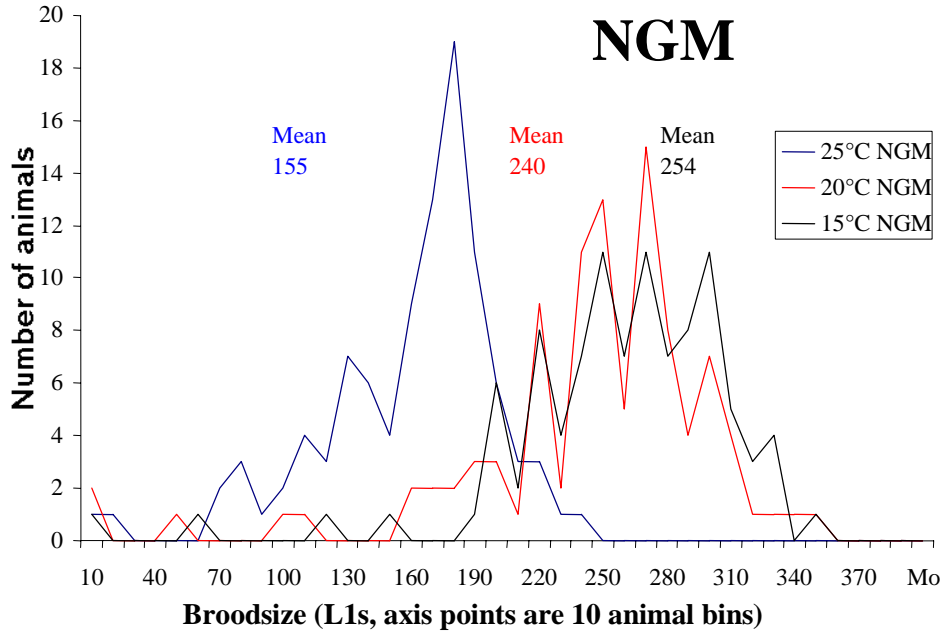 NGM
20
18
16
14
12
10
8
6
4
2
0
Number of animals
Mean
155
Mean
240
Mean
254
25°C NGM
20°C NGM
15°C NGM
10 40 70 100 130 160 190 220 250 280 310 340 370 Mo
Broodsize (L1s, axis points are 10 animal bins)